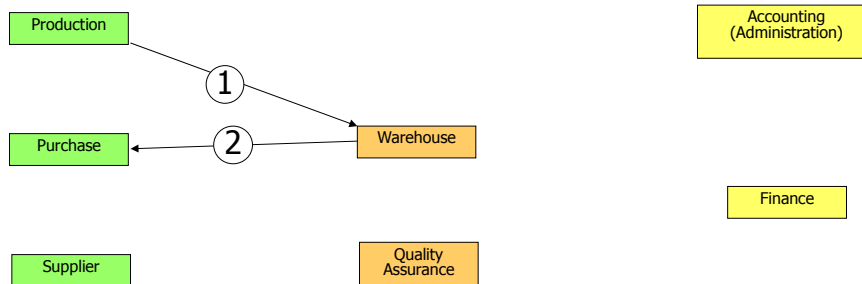 Production
Accounting
(Administration)
1
Purchase
2
Warehouse
Finance
Supplier
Quality
Assurance